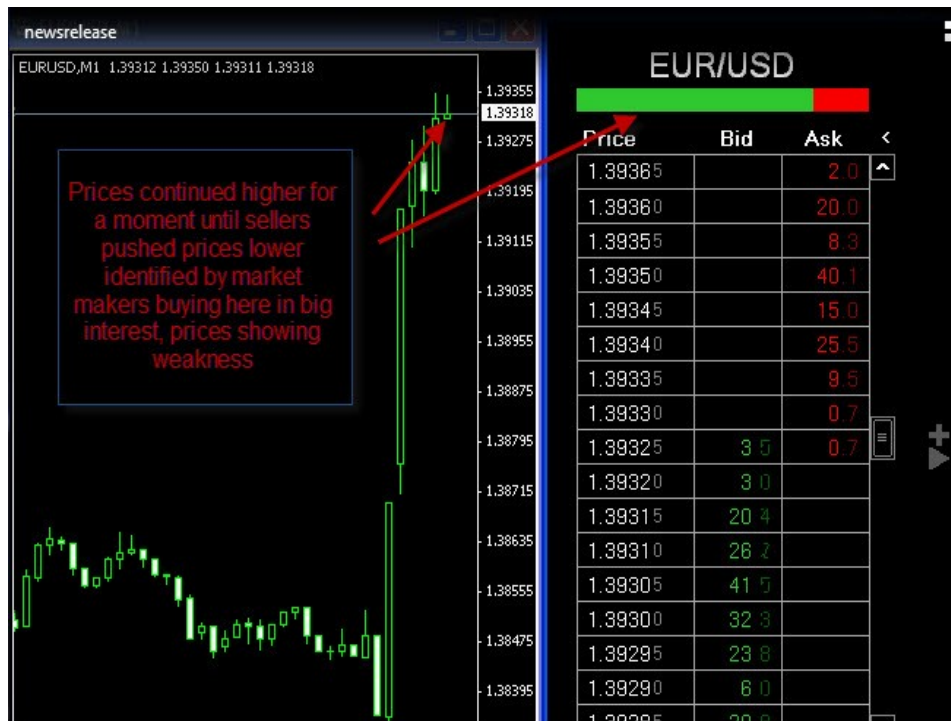 newsrelease
EURUSD,M1 1.39312 1.39350 1.39311 1.39318
1.39355
1.39318
1.39275
1.39195
1.39115
1.39035
1.38955
1.38875
1.38795
1.38715
1.38635
1.38555
1.38475
1.38395
Prices continued higher for
a moment until sellers
pushed prices lower
identified by market
makers buying here in big
interest, prices showing
weakness
EUR/USD
Price Bid Ask <
1.39365 2.0
1.39360 20.0
1.39355 8.3
1.39350 40.1
1.39345 15.0
1.39340 25.5
1.39335 9.5
1.39330 0.7
1.39325 3 5 0.7
1.39320 3 0
1.39315 20 4
1.39310 26
1.39305 41 5
1.39300 32 3
1.39295 23 8
1.39290 6 0